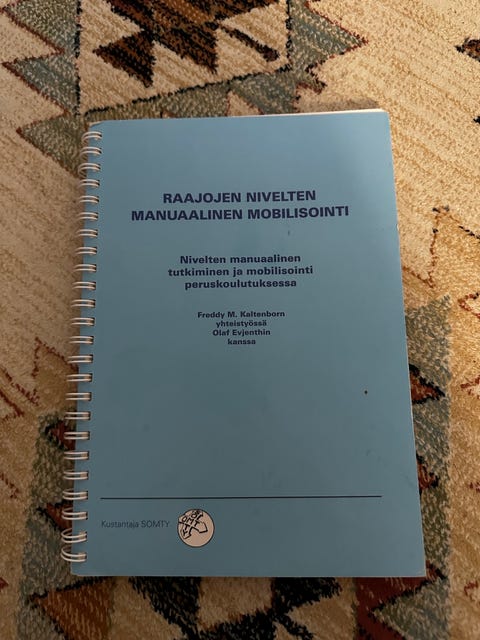 RAAJOJEN NIVELTEN
MANUAALINEN MOBILISOINTI
Nivelten manuaalinen
tutkiminen ja mobilisointi
peruskoulutuksessa
Freddy M. Kaltenborn
yhteistyössä
Olaf Evjenthin
kanssa
Kustantaja SOMTY